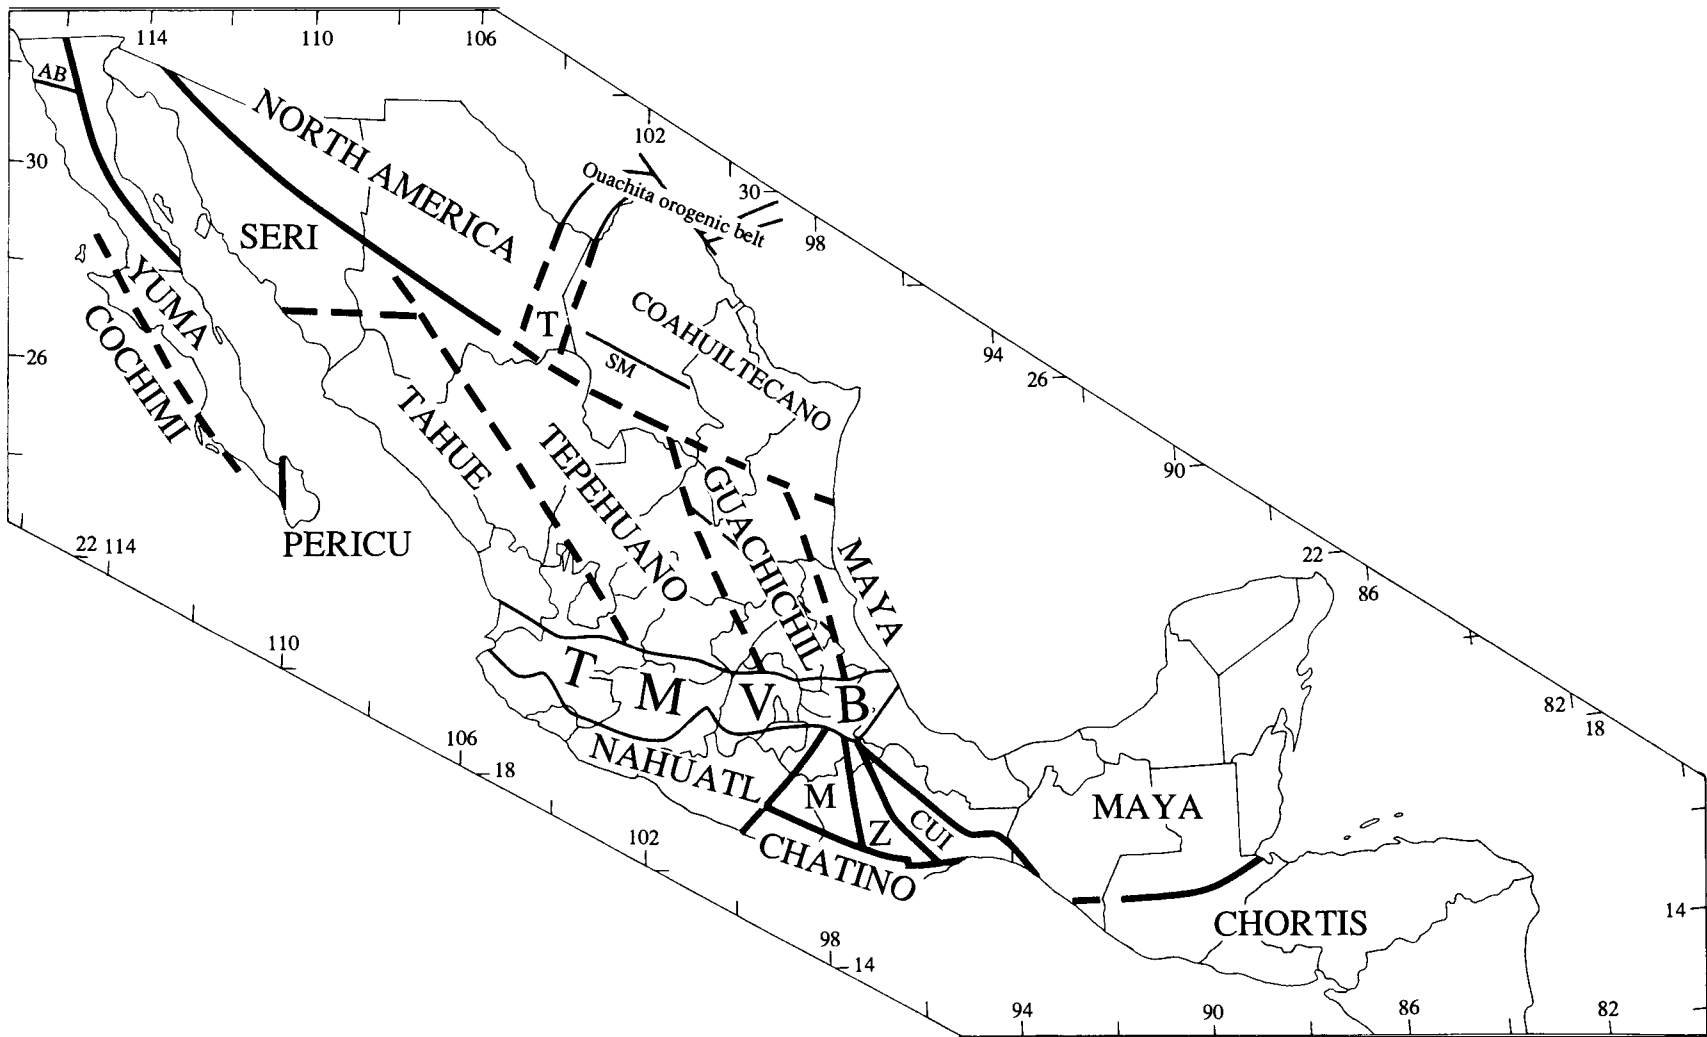 114
110
106
AB
NORTH AMERICA
102
30
Ouachita orogenic belt
30
98
SERI
YUMA
COCHIMI
T
COAHUILTECANO
94
26
SM
26
TAHUE
TEPEHUANO
GUACHICHIL
90
PERICU
22 114
MAYA
22
86
110
T M V B
82
18
106
18
NAHUATL
M
Z
CUI
MAYA
102
CHATINO
14
CHORTIS
98
14
94
90
86
82